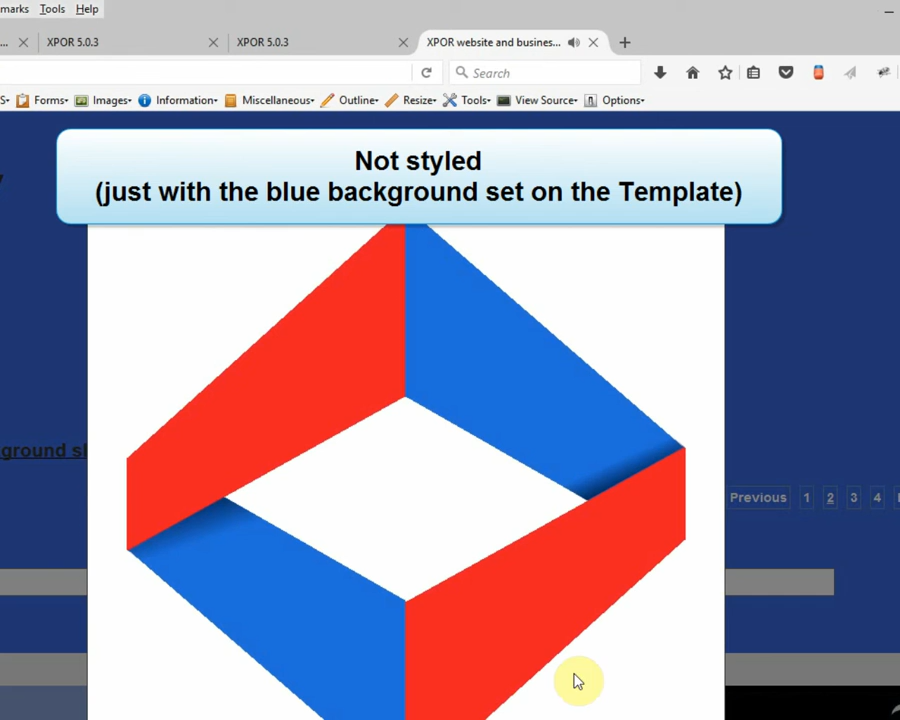 marks Tools Help
... XPOR 5.0.3 XPOR 5.0.3 XPOR website and busines...
Search
S Forms Images Information Miscellaneous Outline Resize Tools View Source Options
Not styled
(just with the blue background set on the Template)
ground sl
Previous 1 2 3 4